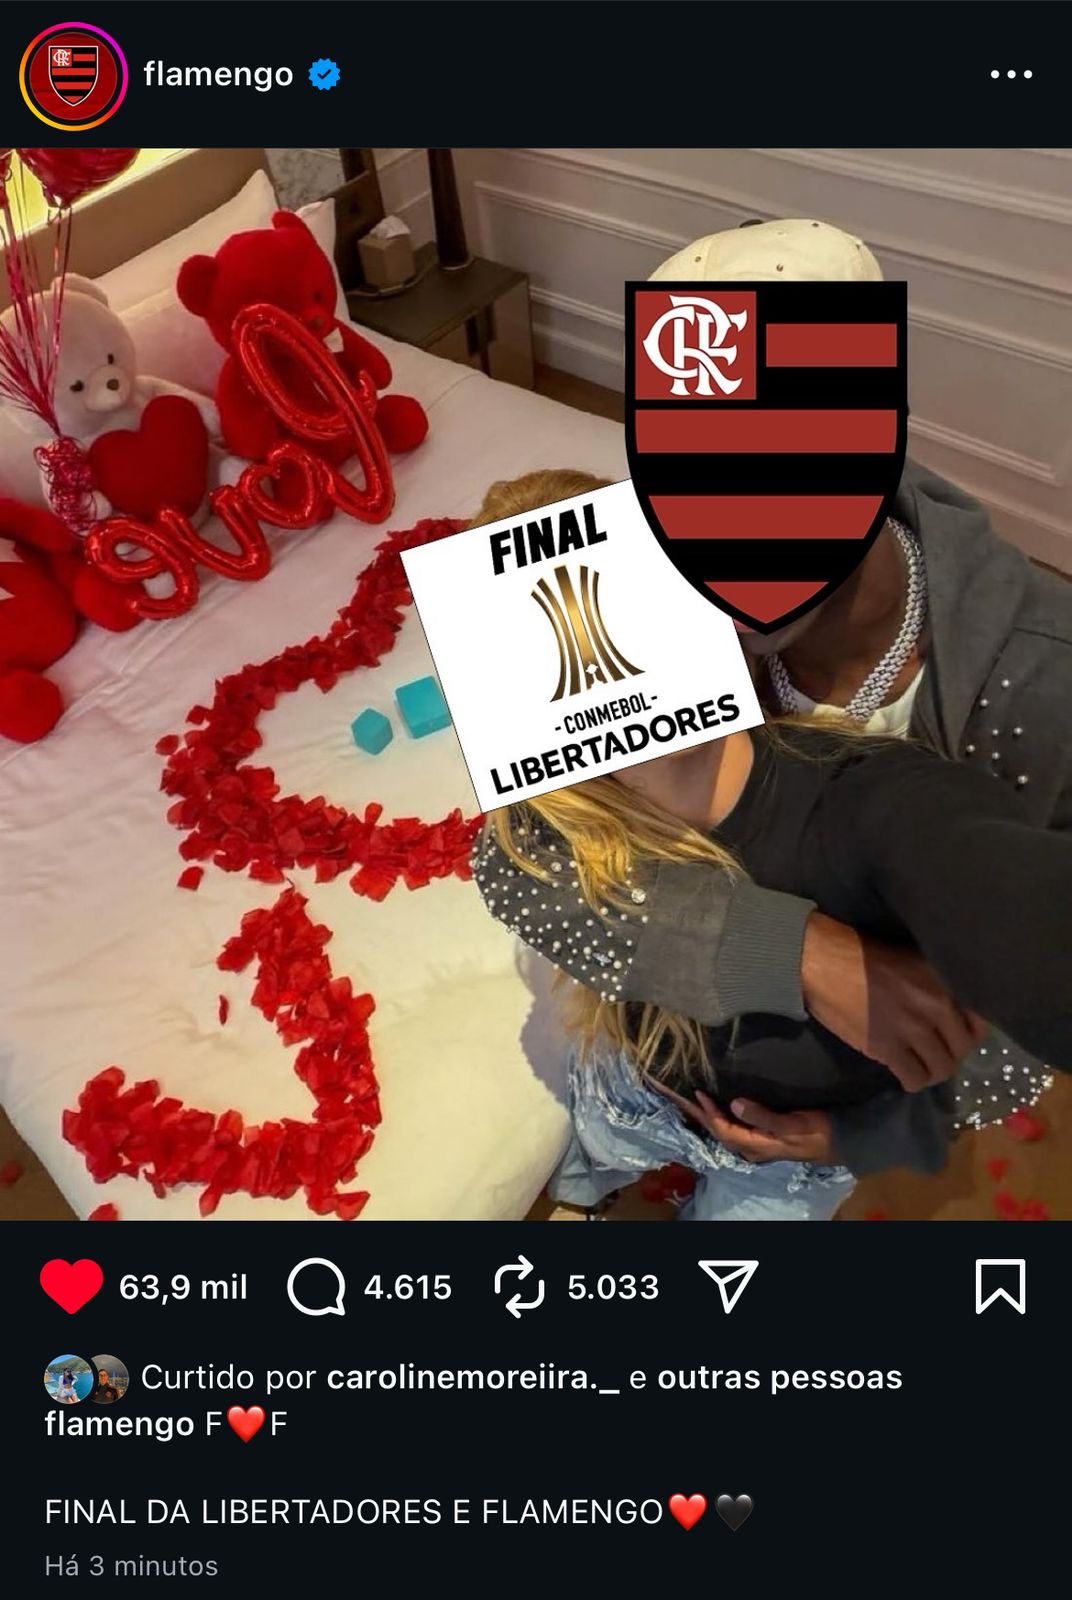 flamengo
Love
CRF
FINAL
-CONMEBOL-
LIBERTADORES
63,9 mil 4.615 5.033
Curtido por carolinemoreiira._ e outras pessoas
flamengo F❤️F
FINAL DA LIBERTADORES E FLAMENGO❤️🖤
Há 3 minutos